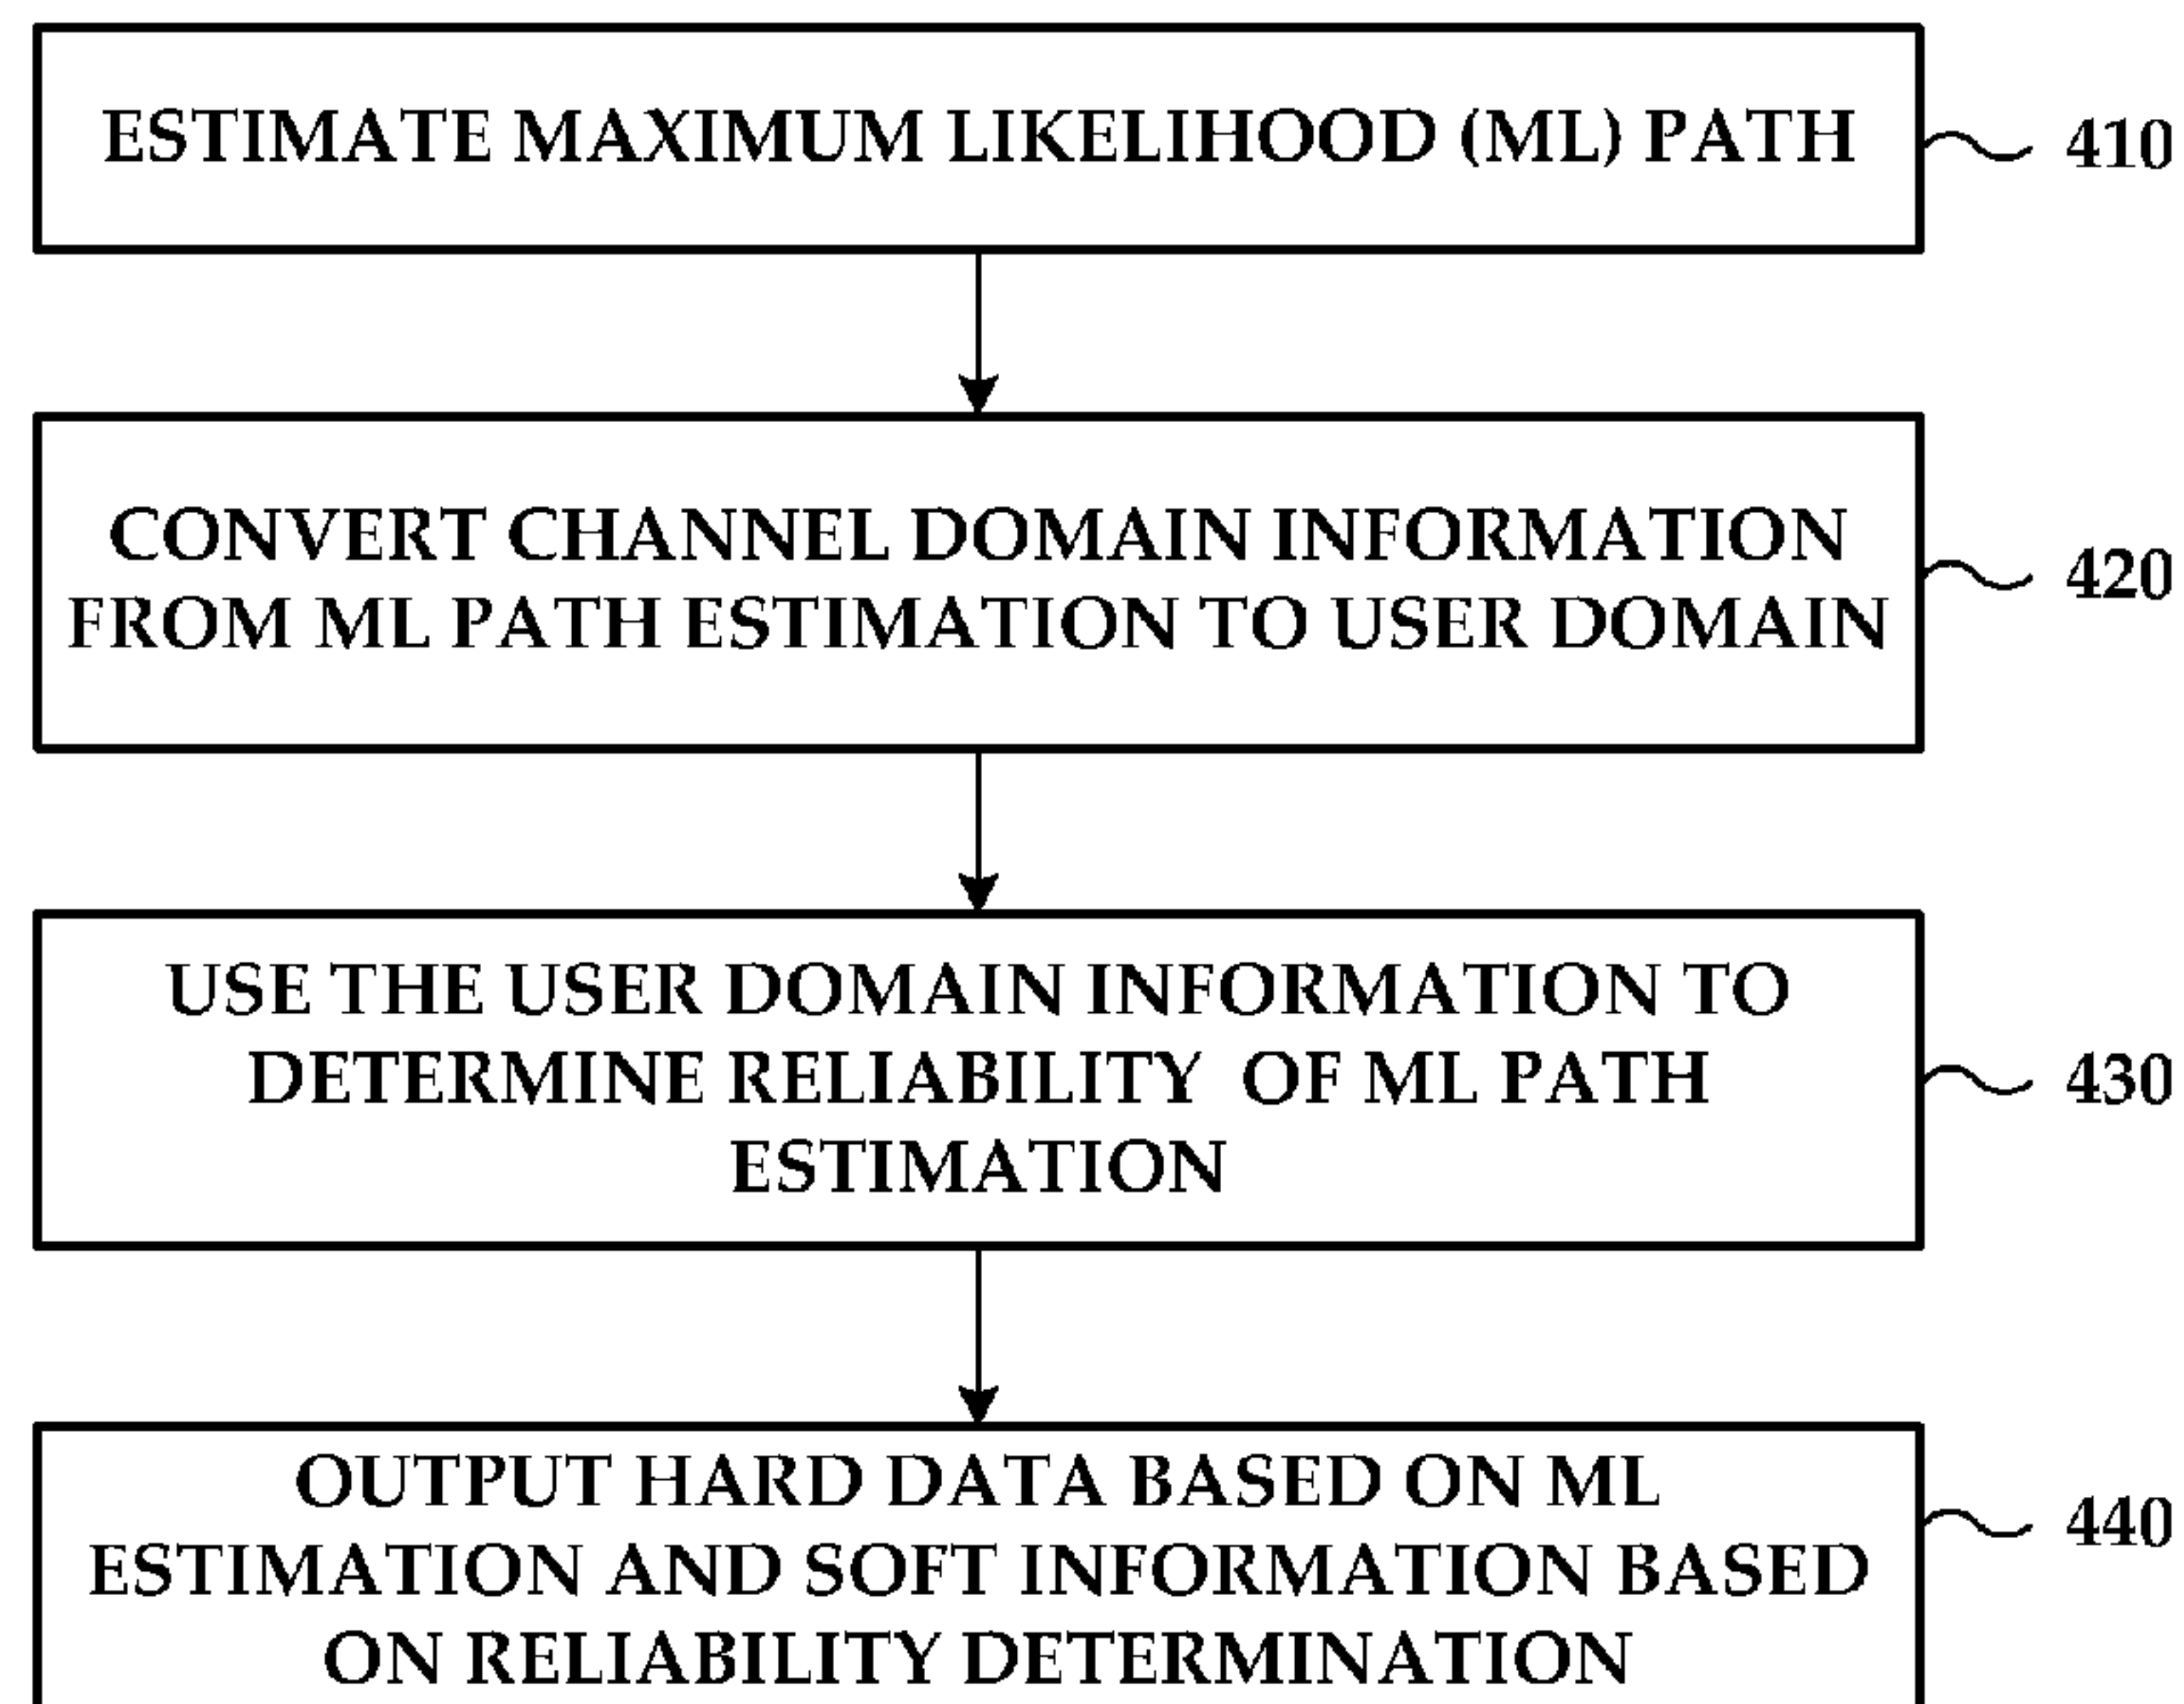 ESTIMATE MAXIMUM LIKELIHOOD (ML) PATH
410
CONVERT CHANNEL DOMAIN INFORMATION
FROM ML PATH ESTIMATION TO USER DOMAIN
420
USE THE USER DOMAIN INFORMATION TO
DETERMINE RELIABILITY OF ML PATH
ESTIMATION
430
OUTPUT HARD DATA BASED ON ML
ESTIMATION AND SOFT INFORMATION BASED
ON RELIABILITY DETERMINATION
440